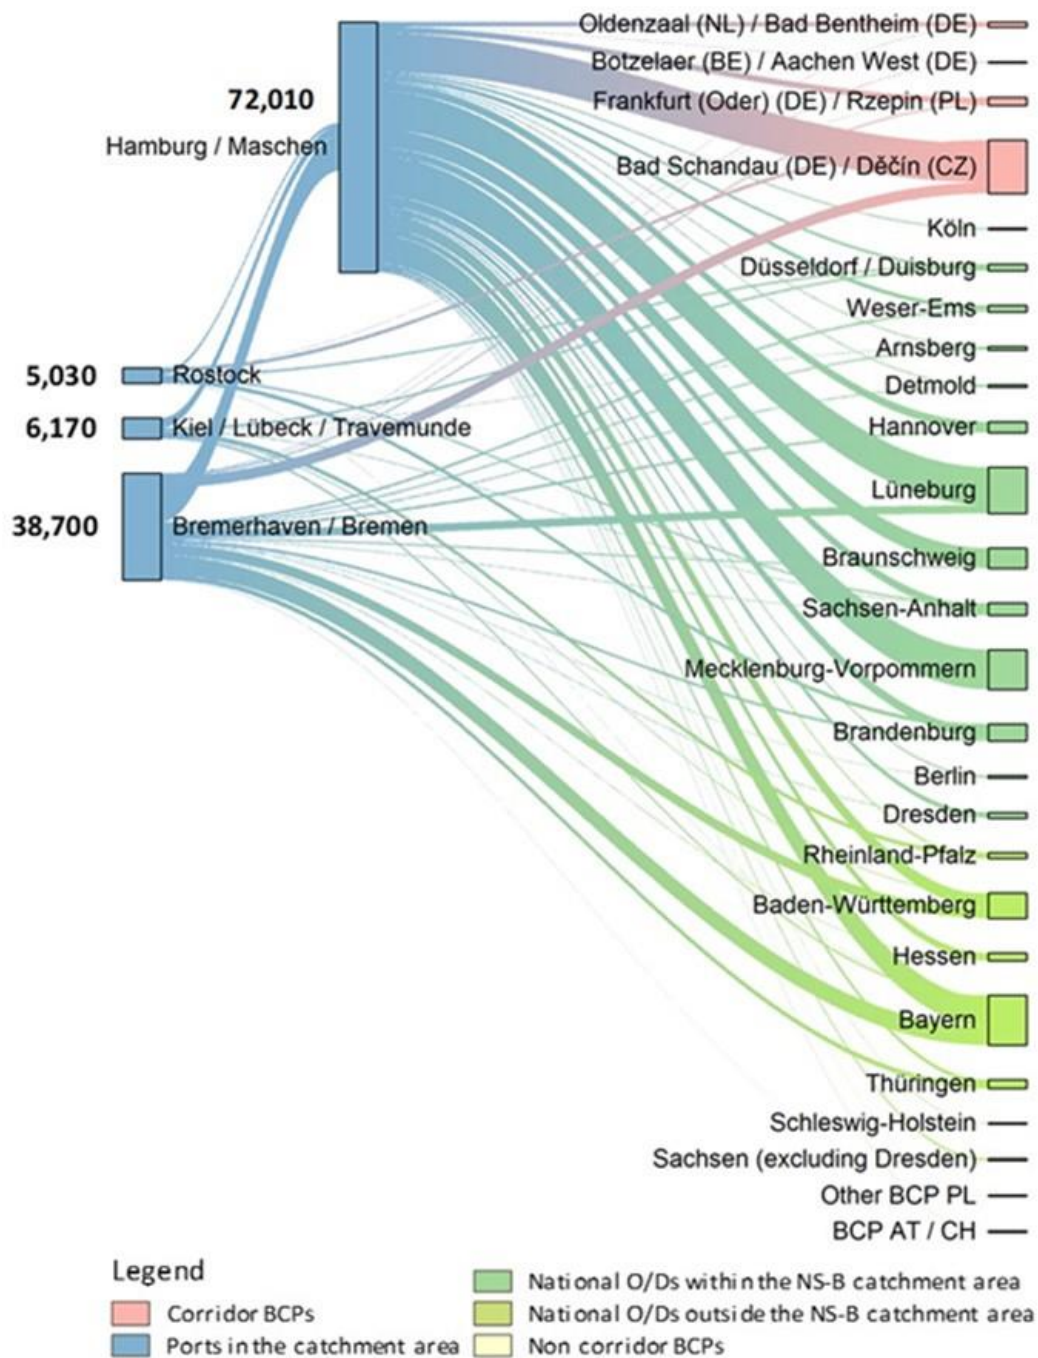 72,010
Hamburg / Maschen
5,030 Rostock
6,170 Kiel / Lübeck / Travemunde
38,700 Bremerhaven / Bremen
Oldenzaal (NL) / Bad Bentheim (DE)
Botzelaer (BE) / Aachen West (DE)
Frankfurt (Oder) (DE) / Rzepin (PL)
Bad Schandau (DE) / Děčín (CZ)
Köln
Düsseldorf / Duisburg
Weser-Ems
Arnsberg
Detmold
Hannover
Lüneburg
Braunschweig
Sachsen-Anhalt
Mecklenburg-Vorpommern
Brandenburg
Berlin
Dresden
Rheinland-Pfalz
Baden-Württemberg
Hessen
Bayern
Thüringen
Schleswig-Holstein
Sachsen (excluding Dresden)
Other BCP PL
BCP AT / CH
Legend
Corridor BCPs
Ports in the catchment area
National O/Ds within the NS-B catchment area
National O/Ds outside the NS-B catchment area
Non corridor BCPs